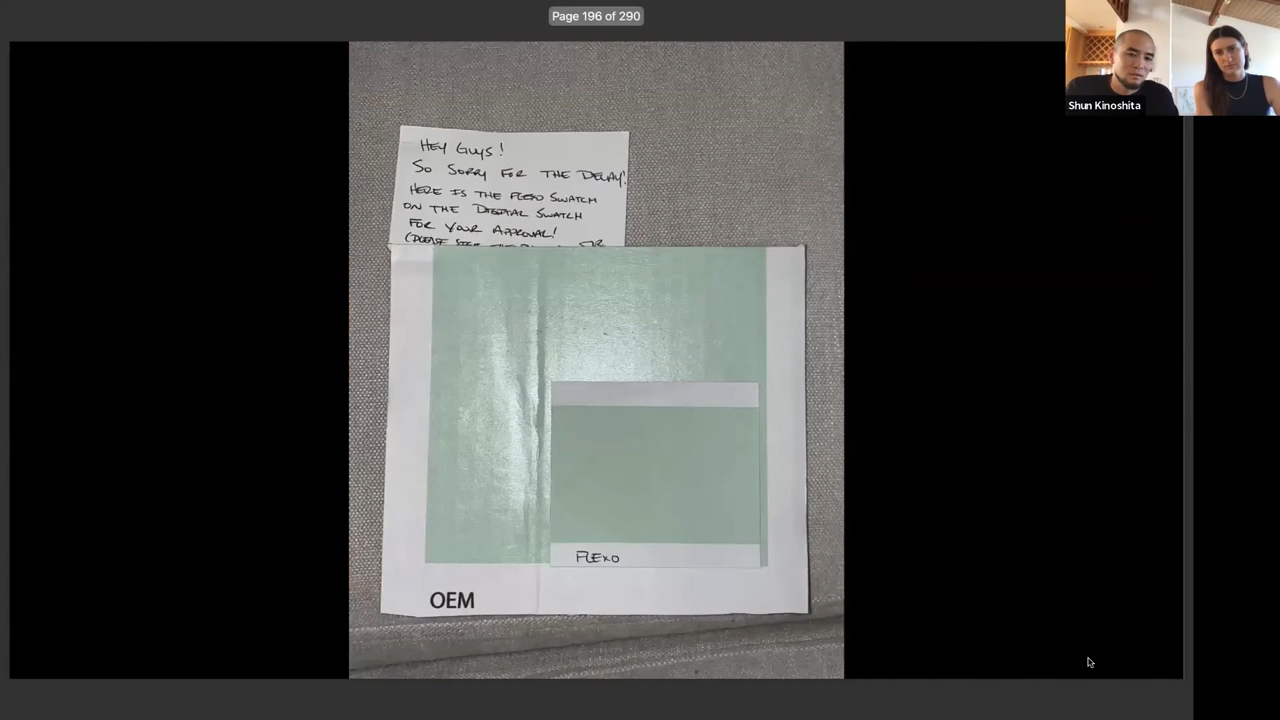 Page 196 of 290
Shun Kinoshita
HEY GUYS!
SO SORRY FOR THE DELAY!
HERE IS THE FLEXO SWATCH
ON THE DIGITAL SWATCH
FOR YOUR APPROVAL!
(PLEASE
FLEXO
OEM